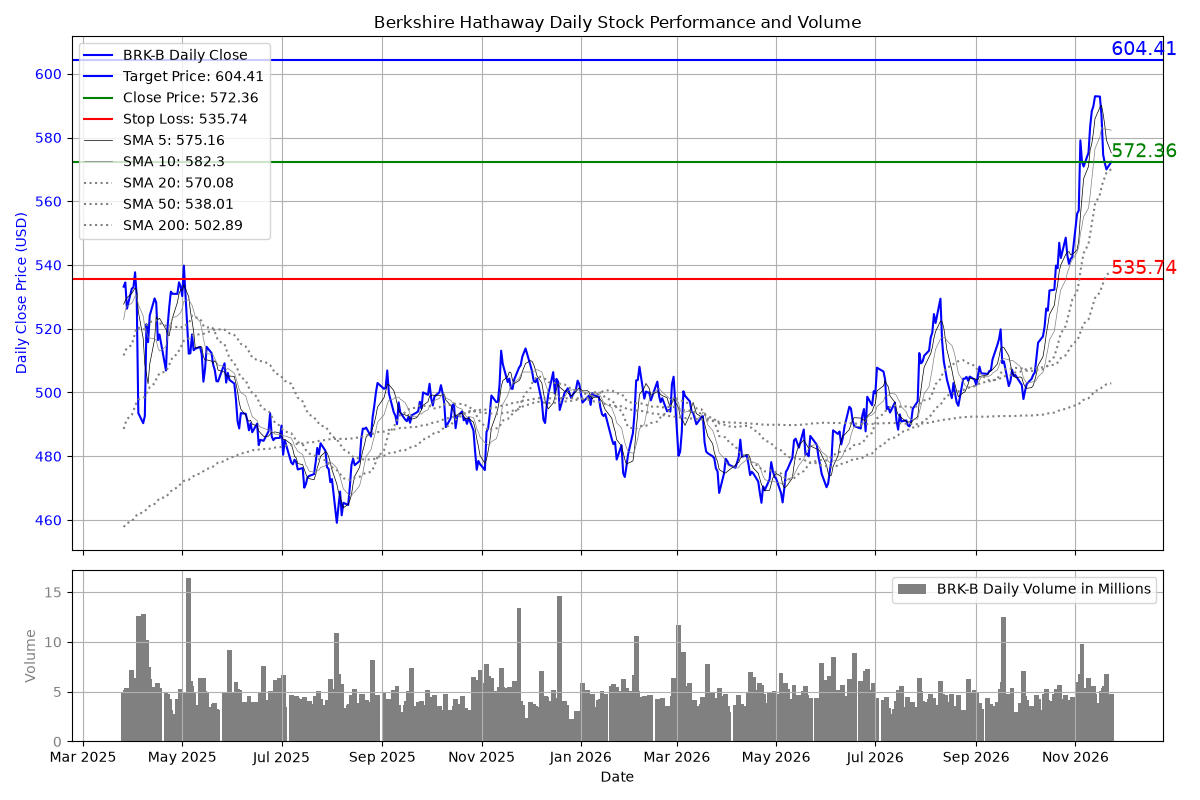 Berkshire Hathaway Daily Stock Performance and Volume
BRK-B Daily Close
Target Price: 604.41
Close Price: 572.36
Stop Loss: 535.74
SMA 5: 575.16
SMA 10: 582.3
SMA 20: 570.08
SMA 50: 538.01
SMA 200: 502.89
604.41
572.36
535.74
Daily Close Price (USD)
600
580
560
540
520
500
480
460
BRK-B Daily Volume in Millions
Volume
15
10
5
0
Mar 2025 May 2025 Jul 2025 Sep 2025 Nov 2025 Jan 2026 Mar 2026 May 2026 Jul 2026 Sep 2026 Nov 2026
Date